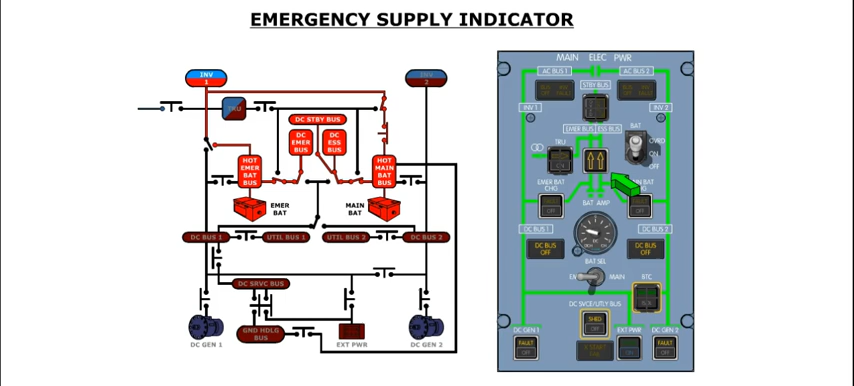 EMERGENCY SUPPLY INDICATOR
INV
1
INV
2
TRU
DC STBY BUS
DC
EMER
BUS
DC
ESS
BUS
HOT
EMER
BAT
BUS
HOT
MAIN
BAT
BUS
EMER
BAT
MAIN
BAT
DC BUS 1
UTIL BUS 1
UTIL BUS 2
DC BUS 2
DC SRVC BUS
GND HDLG
BUS
DC GEN 1
EXT PWR
DC GEN 2
MAIN ELEC PWR
AC BUS 1
AC BUS 2
STBY BUS
INV 1
INV 2
EMER BUS
ESS BUS
BAT
OVRD
ON
OFF
TRU
EMER BAT
CHG
OFF
BAT AMP
DC BUS 1
DC BUS 2
DC BUS
OFF
DC BUS
OFF
BAT SEL
MAIN
BTC
DC SVCE/UTLY BUS
SHED
OFF
DC GEN 1
FAULT
OFF
EXT PWR
DC GEN 2
FAULT
OFF